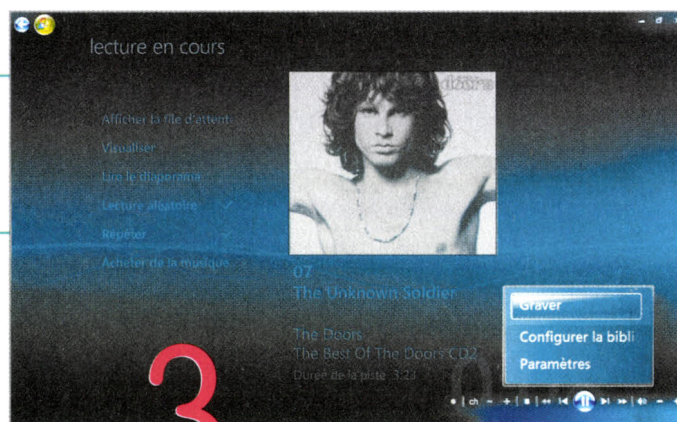 lecture en cours
doors
Afficher la file d'attent
Visualiser
Lire le diaporama
Lecture aléatoire
Répéter
Acheter de la musique
07
The Unknown Soldier
The Doors
The Best Of The Doors CD2
Durée de la piste 3:23
Graver
Configurer la bibli
Paramètres
3
ch